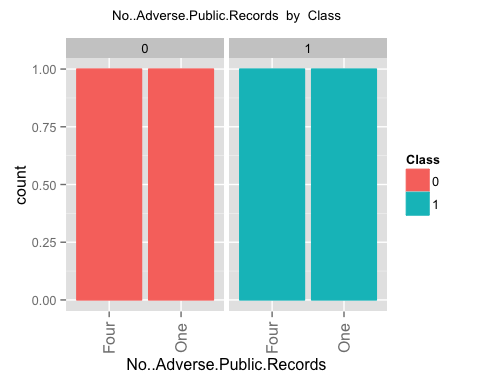 No..Adverse.Public.Records by Class
0 1
1.00
0.75
0.50
0.25
0.00
count
Four One Four One
No..Adverse.Public.Records
Class
0
1